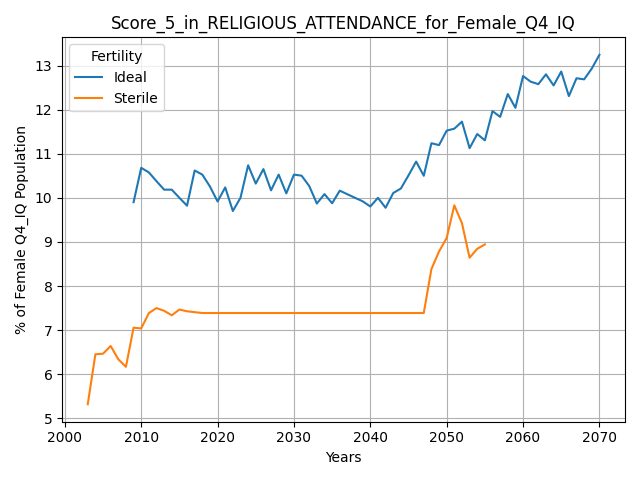 Score_5_in_RELIGIOUS_ATTENDANCE_for_Female_Q4_IQ
Fertility
Ideal
Sterile
% of Female Q4_IQ Population
13
12
11
10
9
8
7
6
5
2000 2010 2020 2030 2040 2050 2060 2070
Years